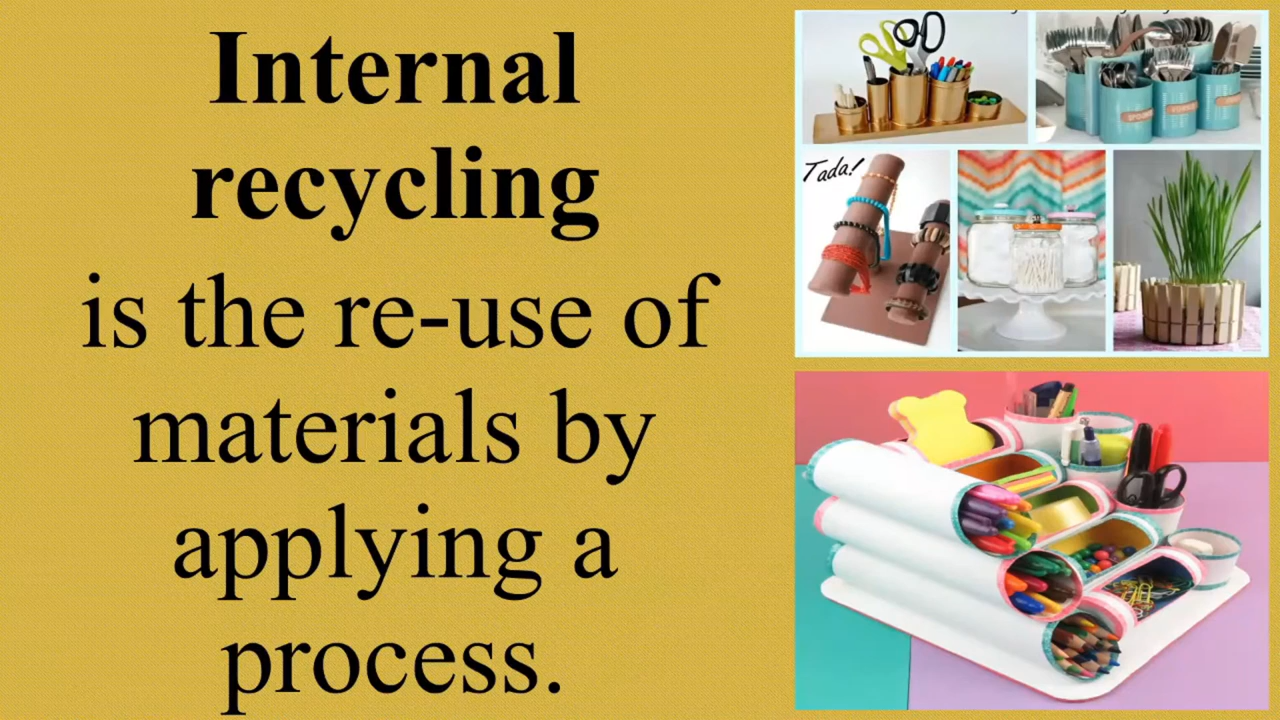 Internal
recycling
is the re-use of
materials by
applying a
process.
Tada!